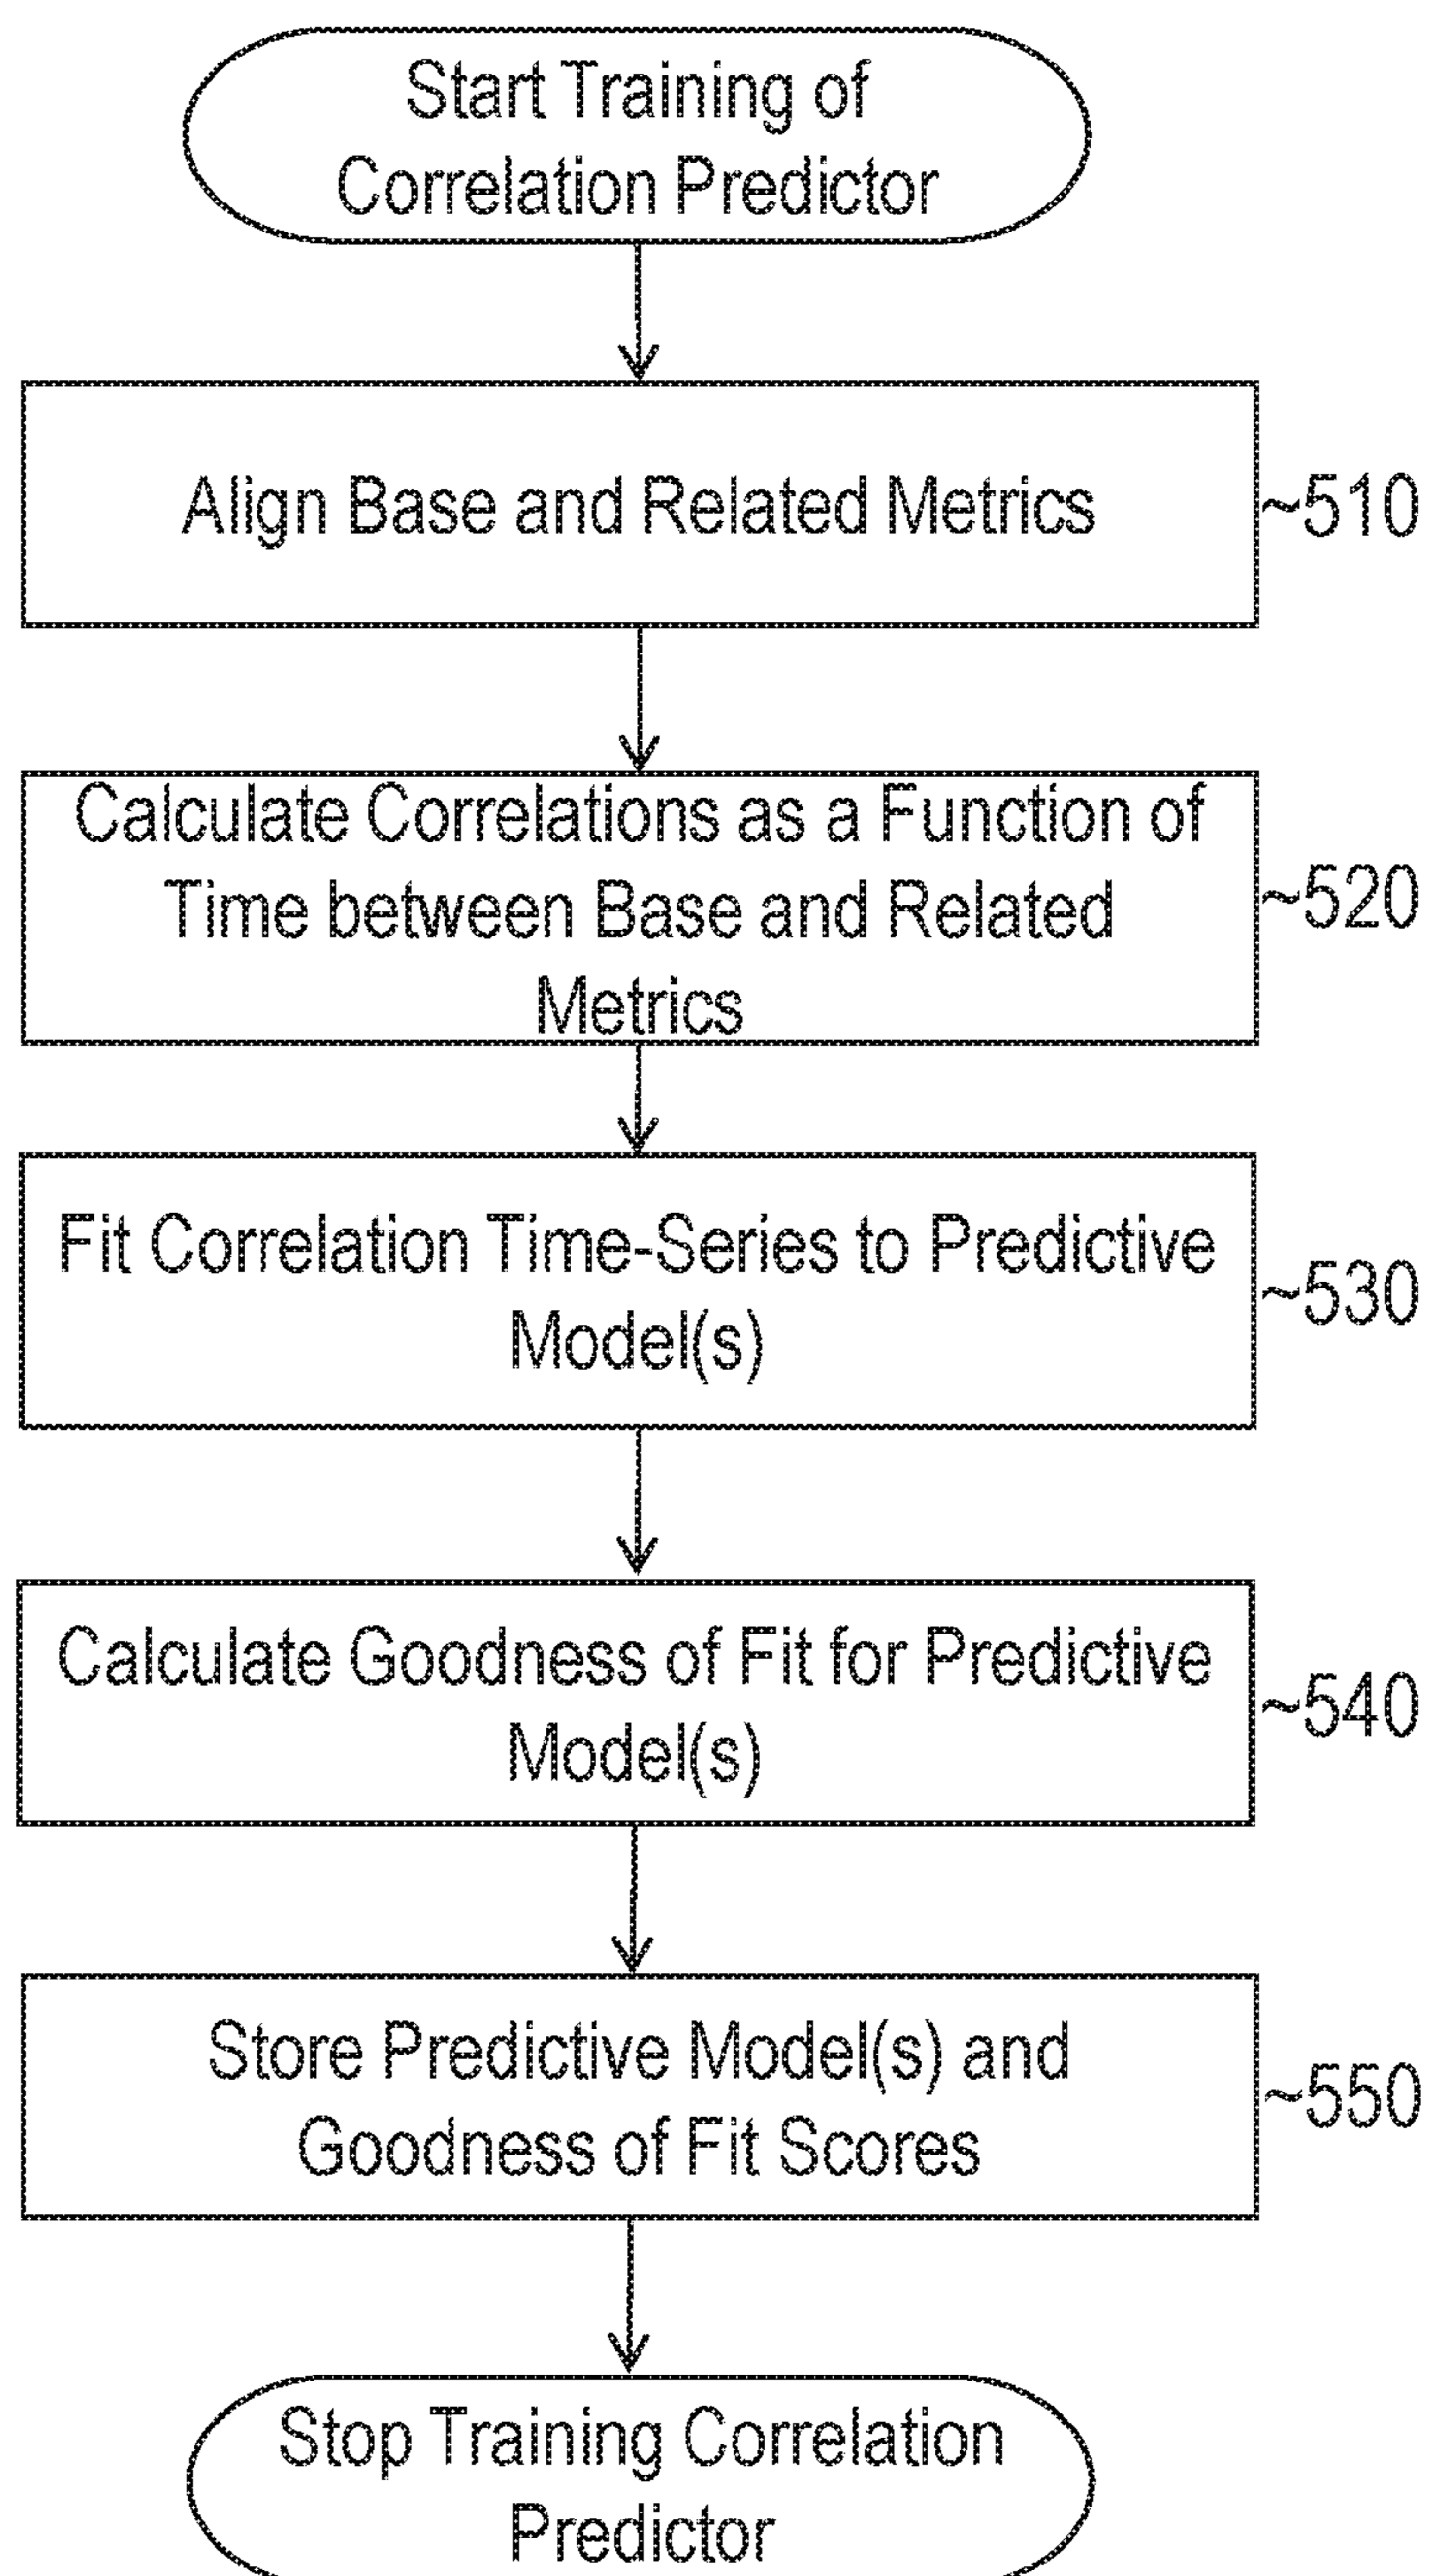 Start Training of
Correlation Predictor
Align Base and Related Metrics
~510
Calculate Correlations as a Function of
Time between Base and Related
Metrics
~520
Fit Correlation Time-Series to Predictive
Model(s)
~530
Calculate Goodness of Fit for Predictive
Model(s)
~540
Store Predictive Model(s) and
Goodness of Fit Scores
~550
Stop Training Correlation
Predictor